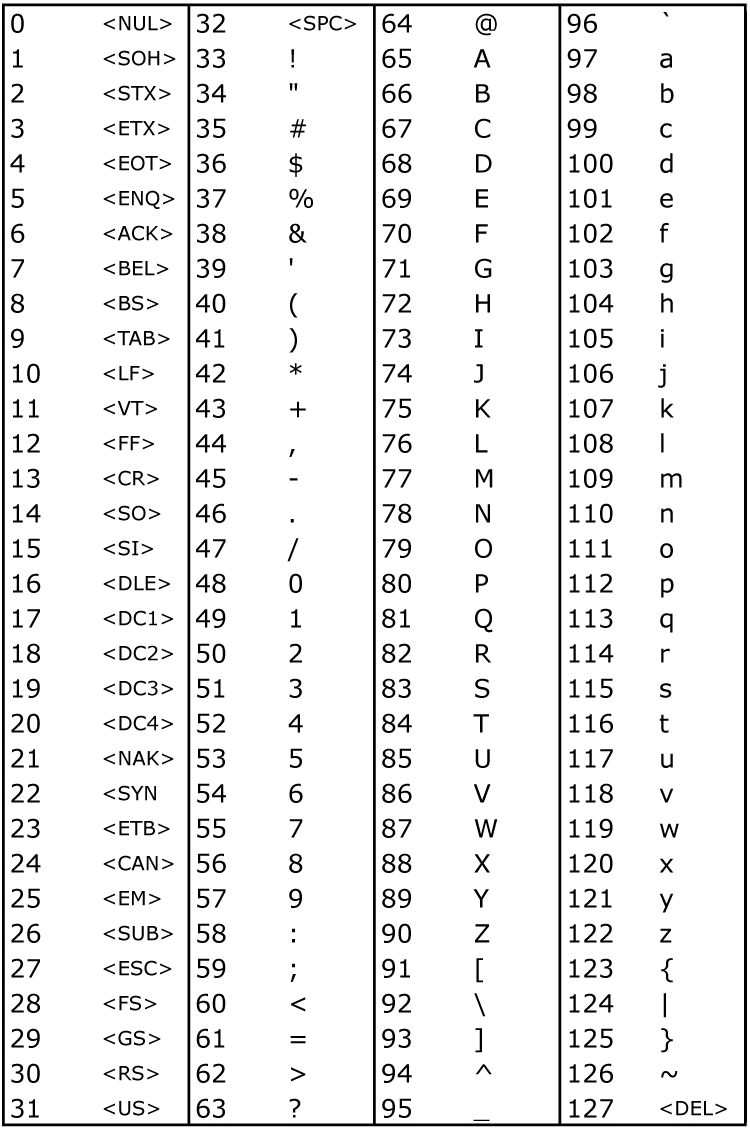 0 <NUL> 32 <SPC> 64 @ 96 `
1 <SOH> 33 ! 65 A 97 a
2 <STX> 34 " 66 B 98 b
3 <ETX> 35 # 67 C 99 c
4 <EOT> 36 $ 68 D 100 d
5 <ENQ> 37 % 69 E 101 e
6 <ACK> 38 & 70 F 102 f
7 <BEL> 39 ' 71 G 103 g
8 <BS> 40 ( 72 H 104 h
9 <TAB> 41 ) 73 I 105 i
10 <LF> 42 * 74 J 106 j
11 <VT> 43 + 75 K 107 k
12 <FF> 44 , 76 L 108 l
13 <CR> 45 - 77 M 109 m
14 <SO> 46 . 78 N 110 n
15 <SI> 47 / 79 O 111 o
16 <DLE> 48 0 80 P 112 p
17 <DC1> 49 1 81 Q 113 q
18 <DC2> 50 2 82 R 114 r
19 <DC3> 51 3 83 S 115 s
20 <DC4> 52 4 84 T 116 t
21 <NAK> 53 5 85 U 117 u
22 <SYN 54 6 86 V 118 v
23 <ETB> 55 7 87 W 119 w
24 <CAN> 56 8 88 X 120 x
25 <EM> 57 9 89 Y 121 y
26 <SUB> 58 : 90 Z 122 z
27 <ESC> 59 ; 91 [ 123 {
28 <FS> 60 < 92 \ 124 |
29 <GS> 61 = 93 ] 125 }
30 <RS> 62 > 94 ^ 126 ~
31 <US> 63 ? 95 _ 127 <DEL>